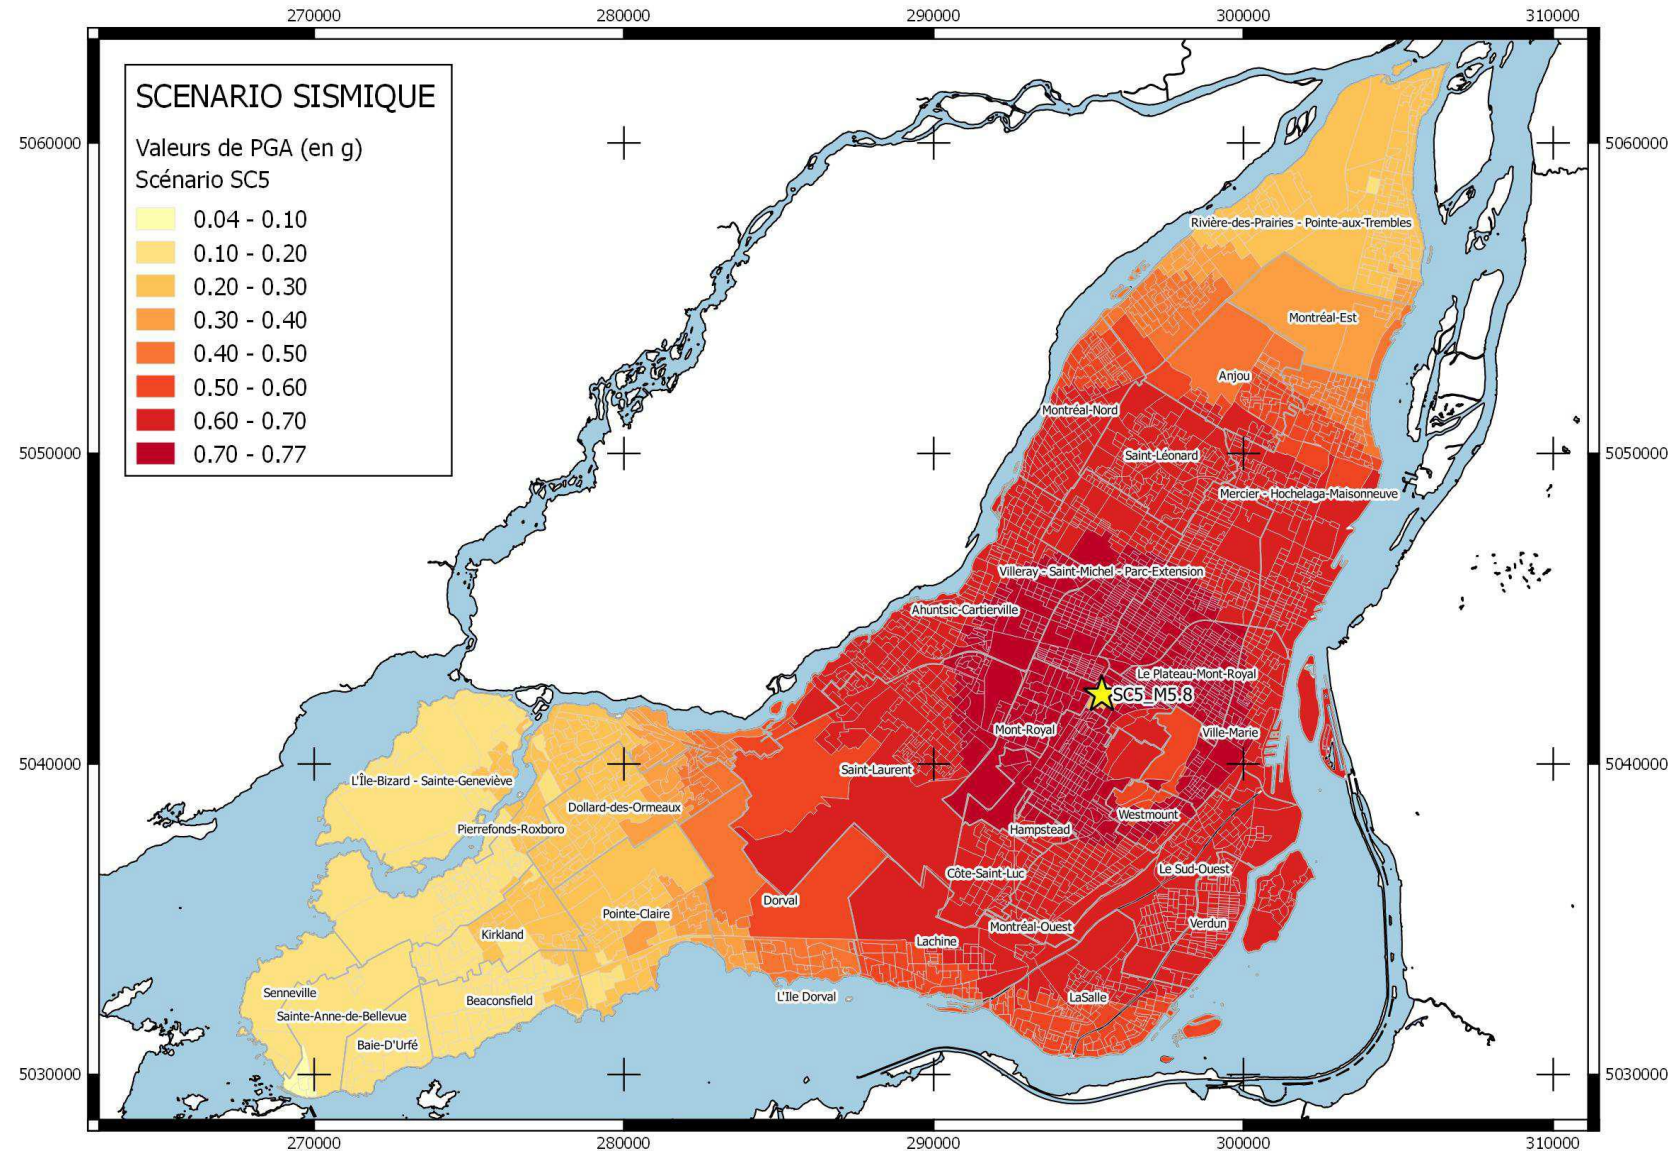 270000
280000
290000
300000
310000
SCENARIO SISMIQUE
Valeurs de PGA (en g)
Scénario SC5
0.04 - 0.10
0.10 - 0.20
0.20 - 0.30
0.30 - 0.40
0.40 - 0.50
0.50 - 0.60
0.60 - 0.70
0.70 - 0.77
5060000
5060000
Rivière-des-Prairies - Pointe-aux-Trembles
Montréal-Est
Anjou
Montréal-Nord
5050000
5050000
Saint-Léonard
Mercier - Hochelaga-Maisonneuve
Villeray - Saint-Michel - Parc-Extension
Ahuntsic-Cartierville
Le Plateau-Mont-Royal
SC5_M5.8
Mont-Royal
Ville-Marie
5040000
5040000
Saint-Laurent
L'Île-Bizard - Sainte-Geneviève
Dollard-des-Ormeaux
Westmount
Pierrefonds-Roxboro
Hampstead
Le Sud-Ouest
Côte-Saint-Luc
Dorval
Pointe-Claire
Verdun
Montréal-Ouest
Kirkland
Lachine
Senneville
Beaconsfield
L'Ile Dorval
LaSalle
Sainte-Anne-de-Bellevue
Baie-D'Urfé
5030000
5030000
270000
280000
290000
300000
310000